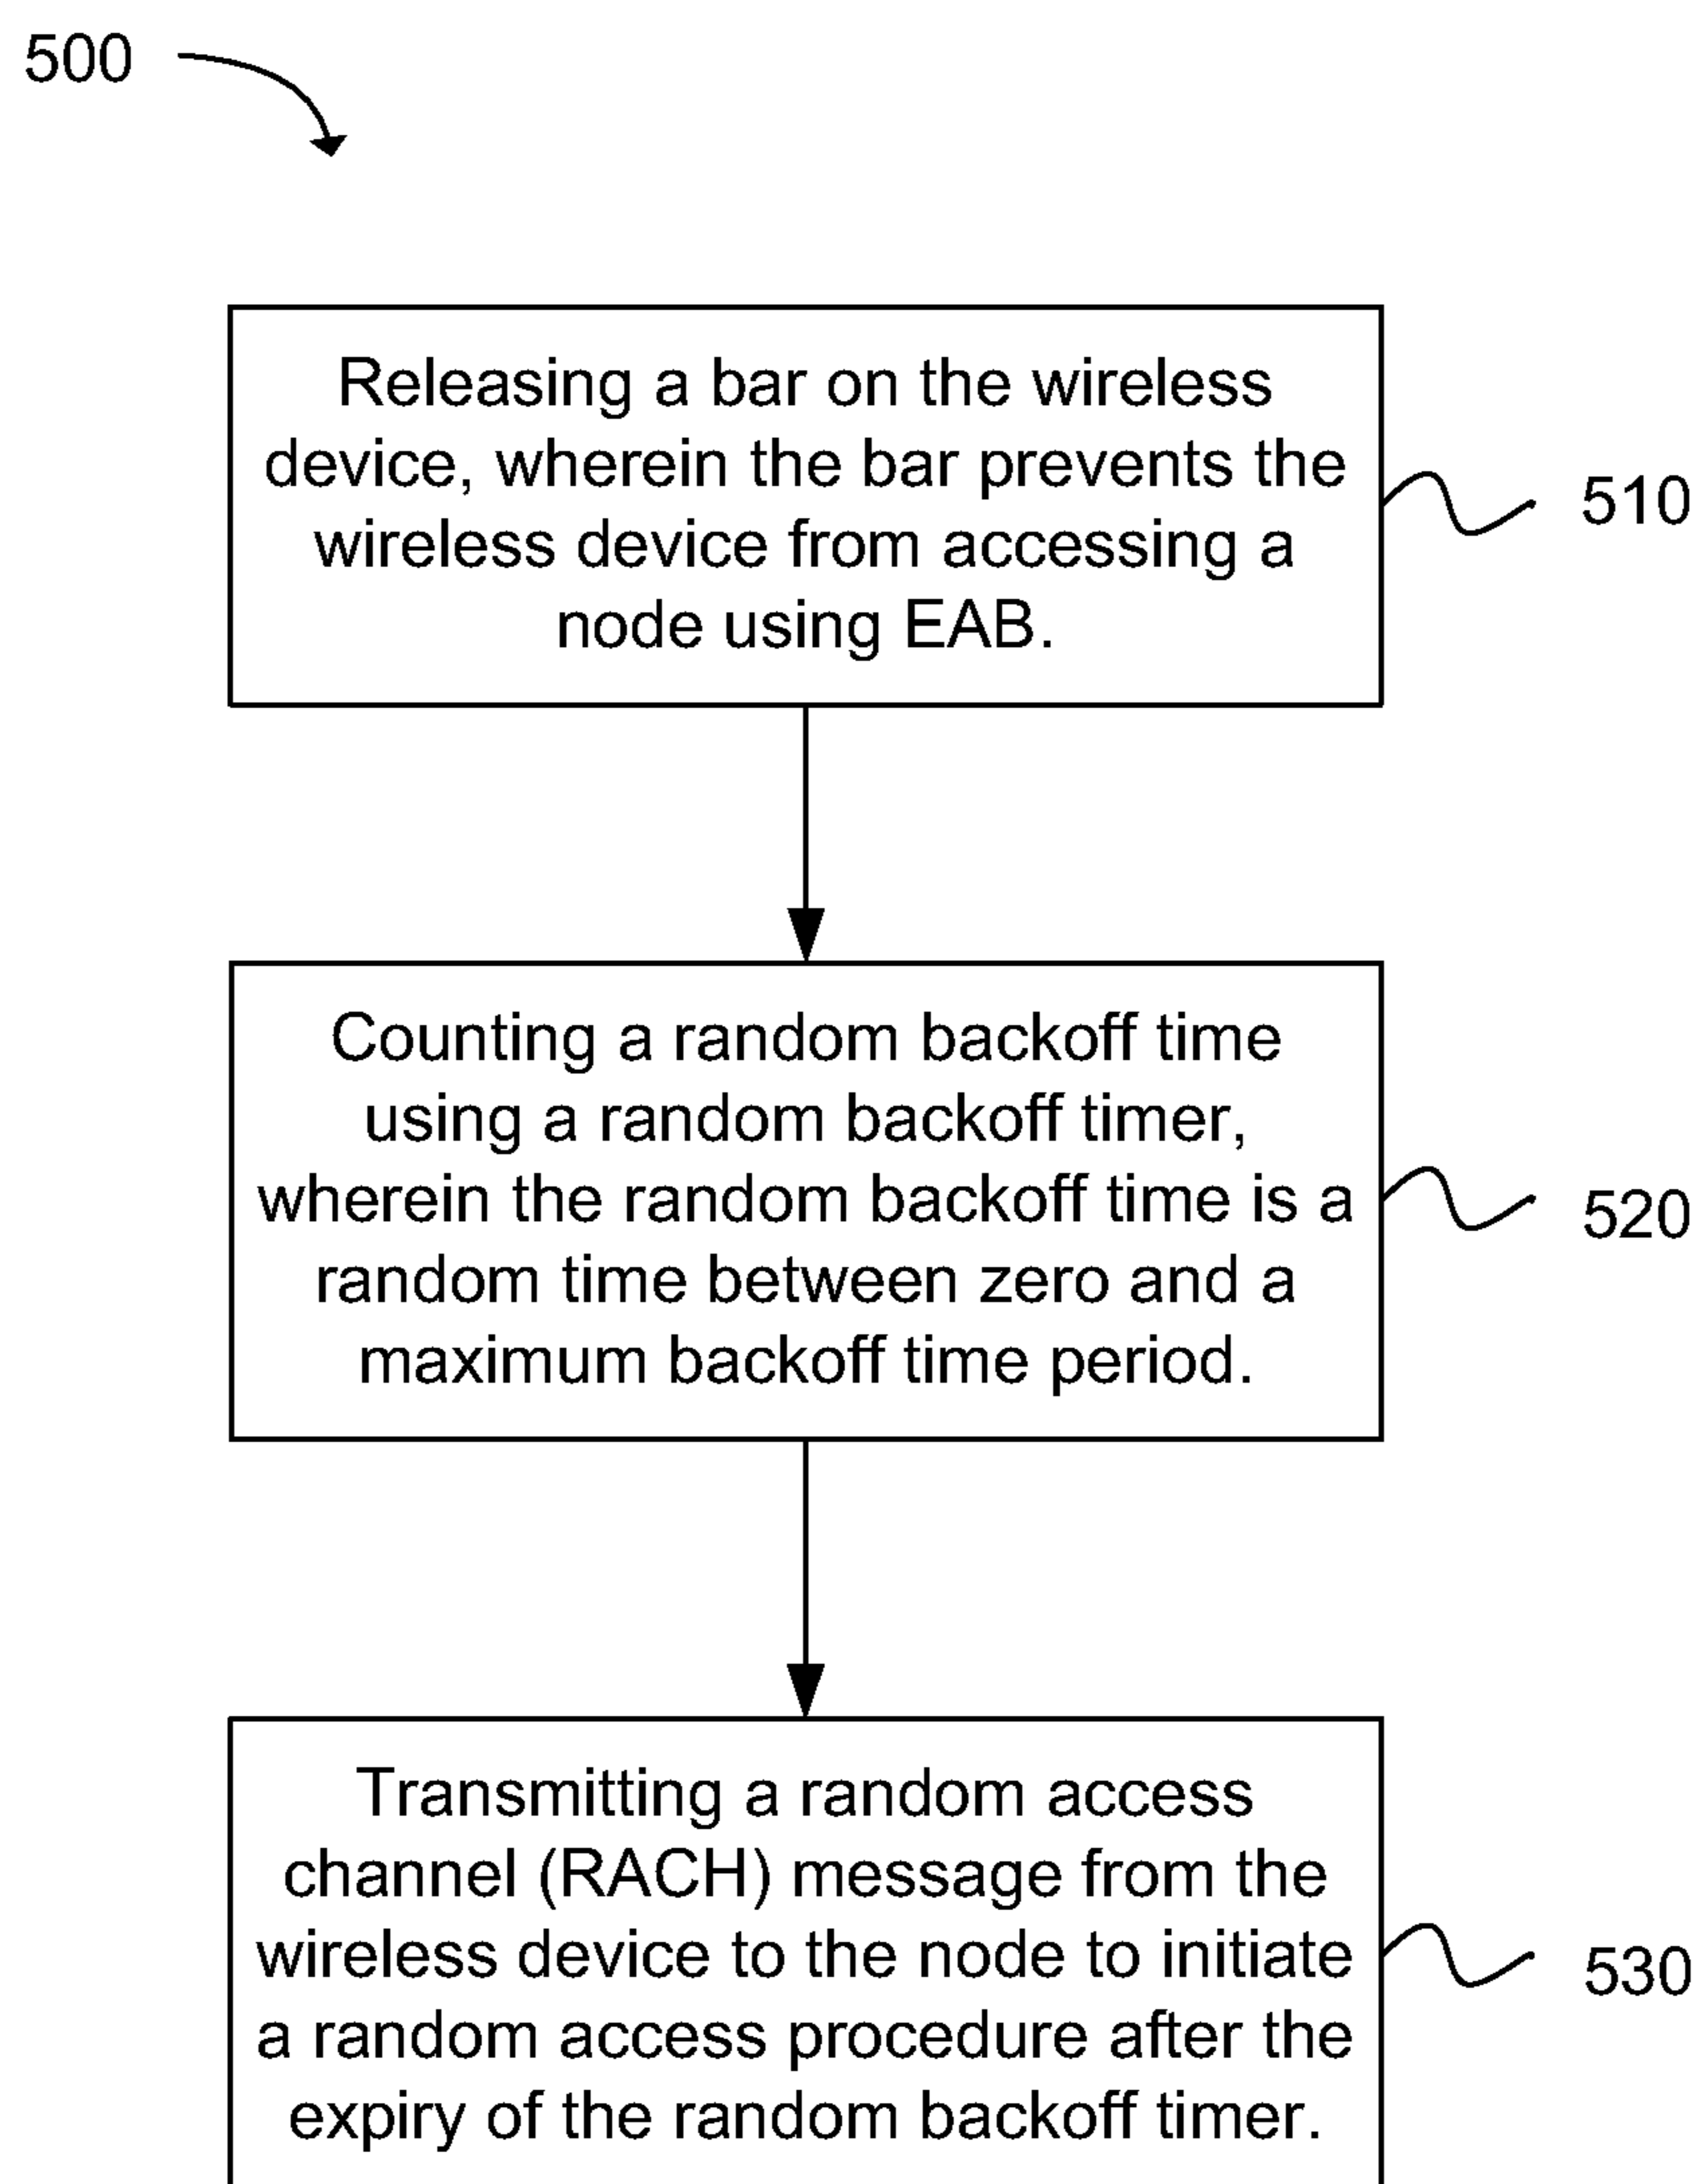 500
Releasing a bar on the wireless
device, wherein the bar prevents the
wireless device from accessing a
node using EAB.
510
Counting a random backoff time
using a random backoff timer,
wherein the random backoff time is a
random time between zero and a
maximum backoff time period.
520
Transmitting a random access
channel (RACH) message from the
wireless device to the node to initiate
a random access procedure after the
expiry of the random backoff timer.
530